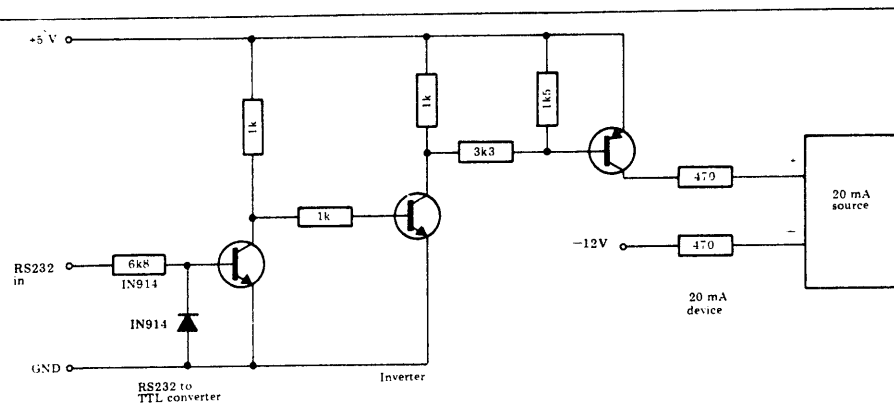 +5 V
1k
1k
1k5
3k3
470
+
20 mA
source
1k
−12V
470
−
RS232
in
6k8
IN914
20 mA
device
IN914
GND
Inverter
RS232 to
TTL converter